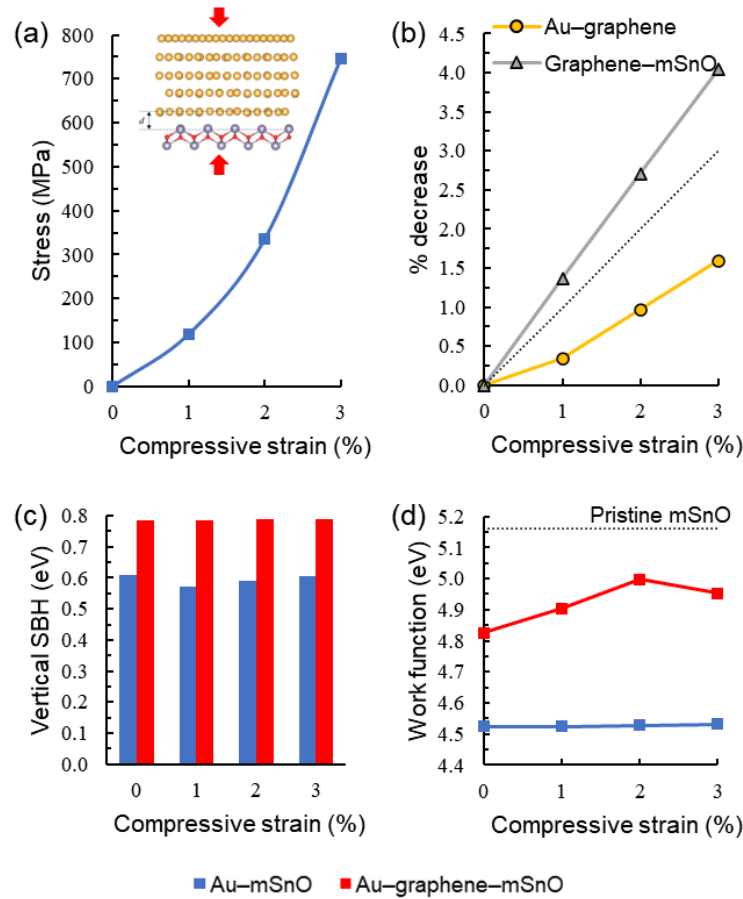 (a)
Stress (MPa)
800
700
600
500
400
300
200
100
0
d
0 1 2 3
Compressive strain (%)
(b)
Au–graphene
Graphene–mSnO
% decrease
4.5
4.0
3.5
3.0
2.5
2.0
1.5
1.0
0.5
0.0
0 1 2 3
Compressive strain (%)
(c)
Vertical SBH (eV)
0.8
0.7
0.6
0.5
0.4
0.3
0.2
0.1
0.0
0 1 2 3
Compressive strain (%)
(d)
Pristine mSnO
Work function (eV)
5.2
5.1
5.0
4.9
4.8
4.7
4.6
4.5
4.4
0 1 2 3
Compressive strain (%)
Au–mSnO
Au–graphene–mSnO